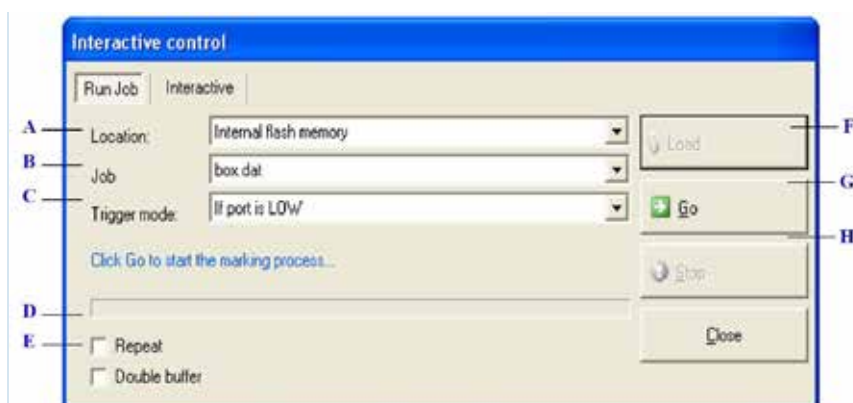 Interactive control
Run Job Interactive
A Location: Internal flash memory Load F
B Job box dat
C Trigger mode: If port is LOW Go G
H
Click Go to start the marking process...
Stop
D
E Repeat Close
Double buffer